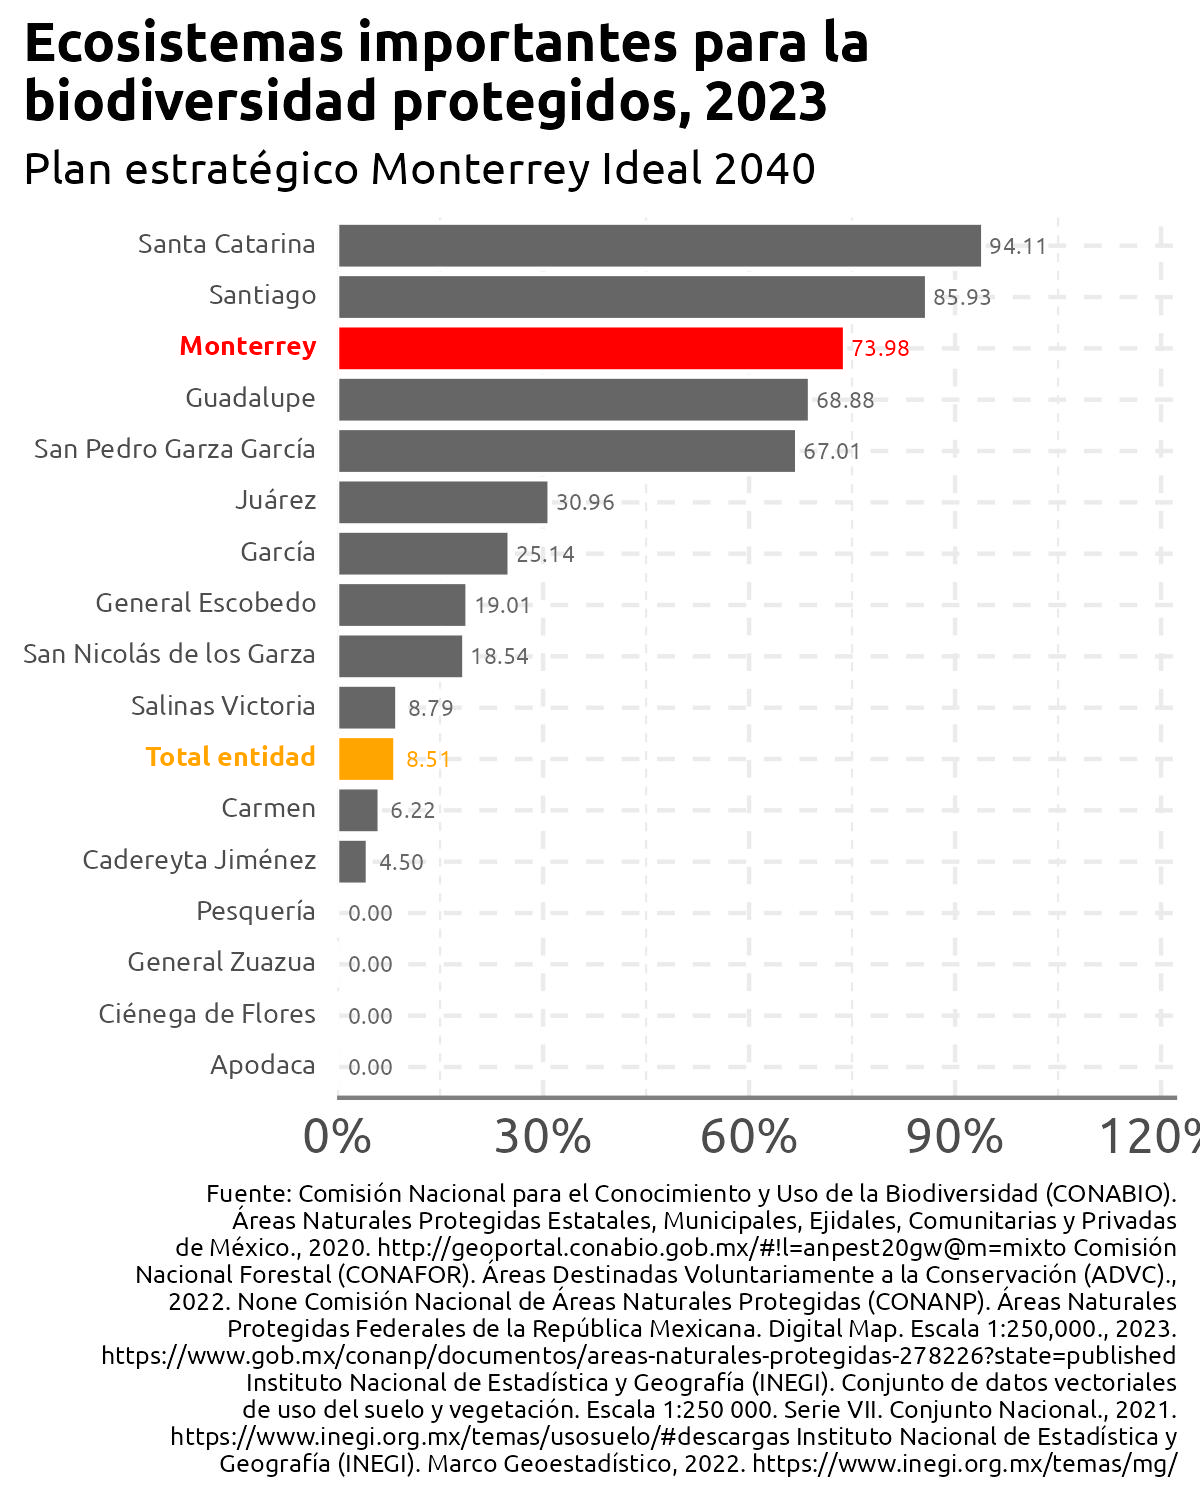 Ecosistemas importantes para la
biodiversidad protegidos, 2023
Plan estratégico Monterrey Ideal 2040
Santa Catarina 94.11
Santiago 85.93
Monterrey 73.98
Guadalupe 68.88
San Pedro Garza García 67.01
Juárez 30.96
García 25.14
General Escobedo 19.01
San Nicolás de los Garza 18.54
Salinas Victoria 8.79
Total entidad 8.51
Carmen 6.22
Cadereyta Jiménez 4.50
Pesquería 0.00
General Zuazua 0.00
Ciénega de Flores 0.00
Apodaca 0.00
0% 30% 60% 90% 120%
Fuente: Comisión Nacional para el Conocimiento y Uso de la Biodiversidad (CONABIO).
Áreas Naturales Protegidas Estatales, Municipales, Ejidales, Comunitarias y Privadas
de México., 2020. http://geoportal.conabio.gob.mx/#!l=anpest20gw@m=mixto Comisión
Nacional Forestal (CONAFOR). Áreas Destinadas Voluntariamente a la Conservación (ADVC).,
2022. None Comisión Nacional de Áreas Naturales Protegidas (CONANP). Áreas Naturales
Protegidas Federales de la República Mexicana. Digital Map. Escala 1:250,000., 2023.
https://www.gob.mx/conanp/documentos/areas-naturales-protegidas-278226?state=published
Instituto Nacional de Estadística y Geografía (INEGI). Conjunto de datos vectoriales
de uso del suelo y vegetación. Escala 1:250 000. Serie VII. Conjunto Nacional., 2021.
https://www.inegi.org.mx/temas/usosuelo/#descargas Instituto Nacional de Estadística y
Geografía (INEGI). Marco Geoestadístico, 2022. https://www.inegi.org.mx/temas/mg/